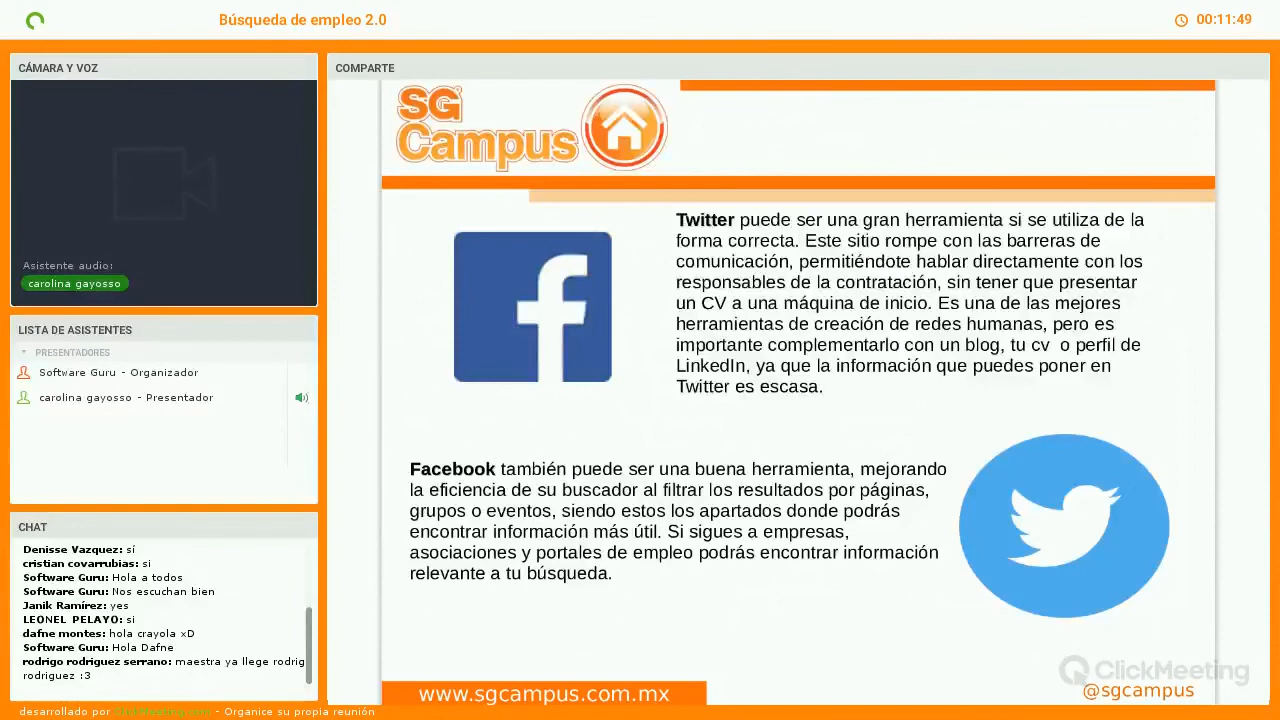 Búsqueda de empleo 2.0
00:11:49
CÁMARA Y VOZ
Asistente audio:
carolina gayosso
LISTA DE ASISTENTES
PRESENTADORES
Software Guru - Organizador
carolina gayosso - Presentador
CHAT
Denisse Vazquez: sí
cristian covarrubias: si
Software Guru: Hola a todos
Software Guru: Nos escuchan bien
Janik Ramírez: yes
LEONEL PELAYO: si
dafne montes: hola crayola xD
Software Guru: Hola Dafne
rodrigo rodriguez serrano: maestra ya llege rodrig
rodriguez :3
desarrollado por ClickMeeting.com - Organice su propia reunión
COMPARTE
SG
Campus
Twitter puede ser una gran herramienta si se utiliza de la
forma correcta. Este sitio rompe con las barreras de
comunicación, permitiéndote hablar directamente con los
responsables de la contratación, sin tener que presentar
un CV a una máquina de inicio. Es una de las mejores
herramientas de creación de redes humanas, pero es
importante complementarlo con un blog, tu cv o perfil de
LinkedIn, ya que la información que puedes poner en
Twitter es escasa.
Facebook también puede ser una buena herramienta, mejorando
la eficiencia de su buscador al filtrar los resultados por páginas,
grupos o eventos, siendo estos los apartados donde podrás
encontrar información más útil. Si sigues a empresas,
asociaciones y portales de empleo podrás encontrar información
relevante a tu búsqueda.
ClickMeeting
@sgcampus
www.sgcampus.com.mx